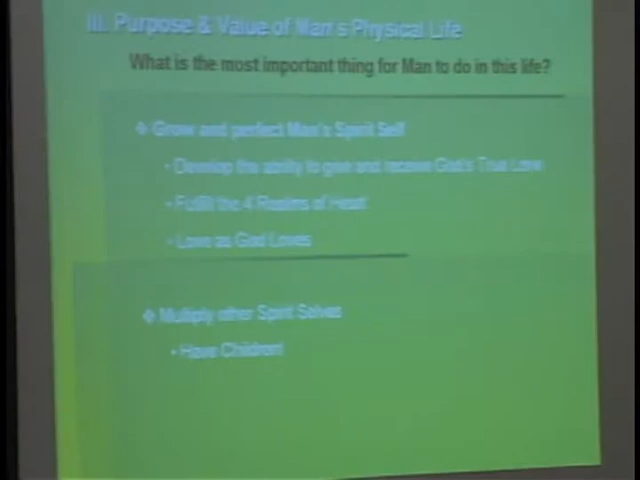 III. Purpose & Value of Man's Physical Life
What is the most important thing for Man to do in this life?
❖ Grow and perfect Man's Spirit Self
• Develop the ability to give and receive God's True Love
• Fulfill the 4 Realms of Heart
• Love as God Loves
❖ Multiply other Spirit Selves
• Have Children!